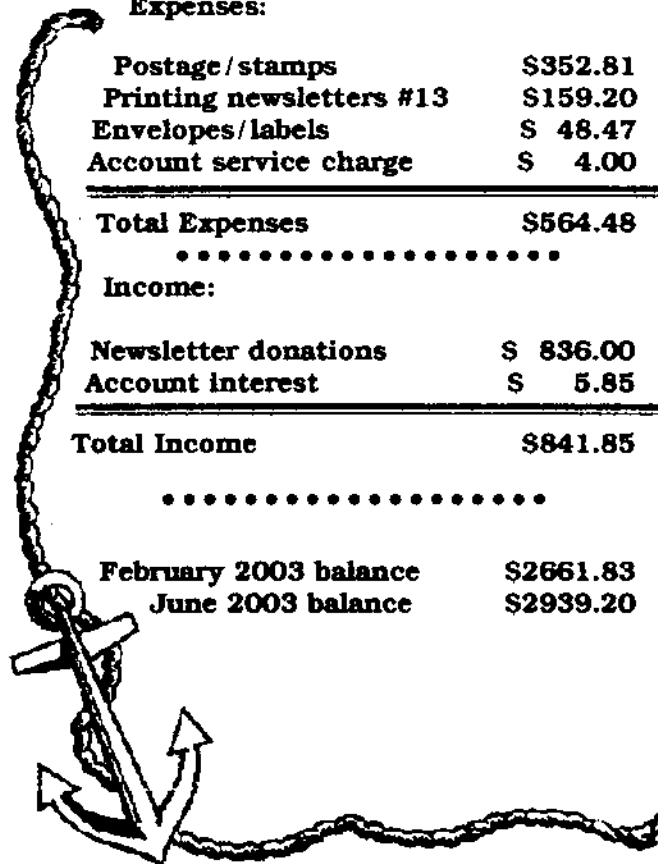 Expenses:
Postage/stamps $352.81
Printing newsletters #13 $159.20
Envelopes/labels $ 48.47
Account service charge $ 4.00
Total Expenses $564.48
Income:
Newsletter donations $ 836.00
Account interest $ 5.85
Total Income $841.85
February 2003 balance $2661.83
June 2003 balance $2939.20